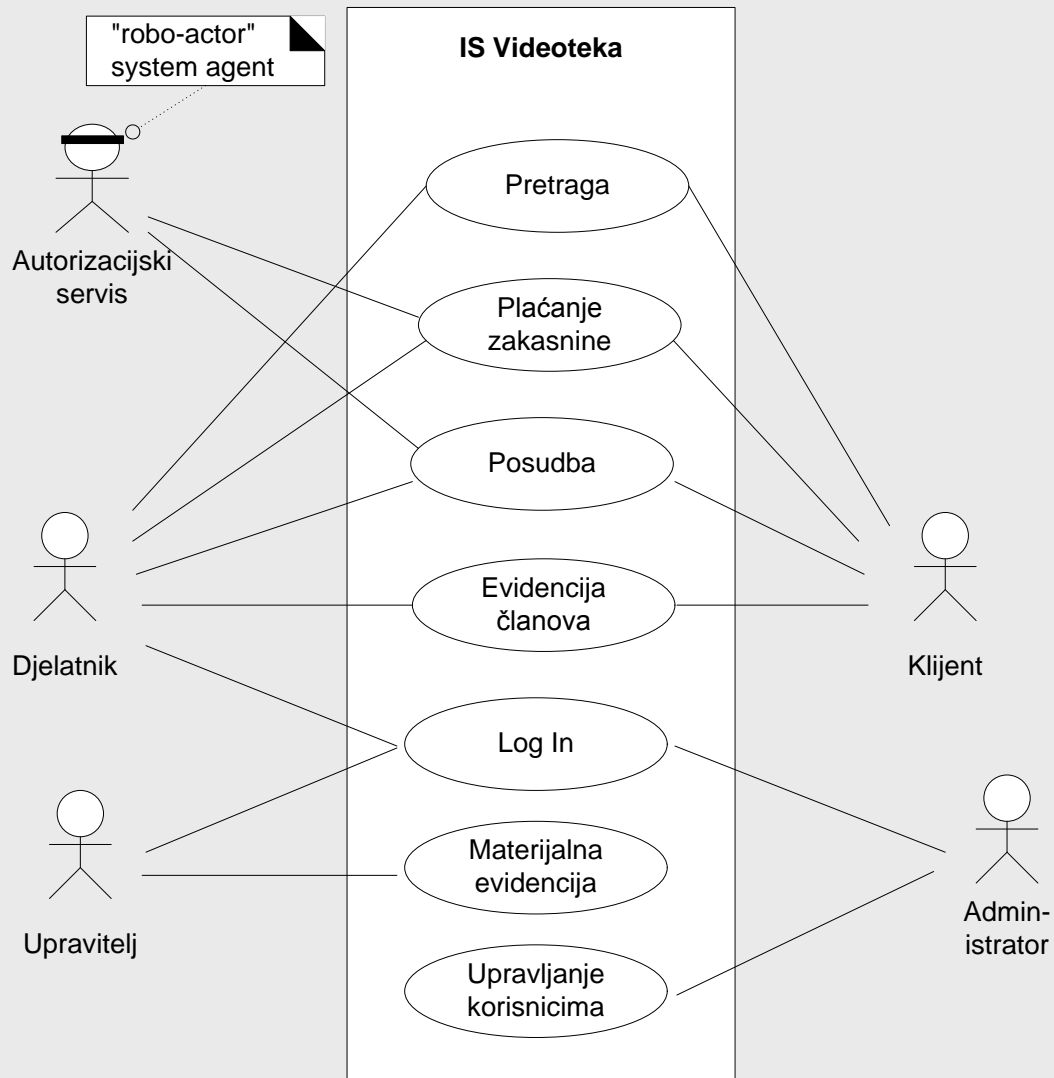 "robo-actor"
system agent
IS Videoteka
Autorizacijski
servis
Pretraga
Plaćanje
zakasnine
Posudba
Evidencija
članova
Djelatnik
Klijent
Log In
Materijalna
evidencija
Upravitelj
Admin-
istrator
Upravljanje
korisnicima